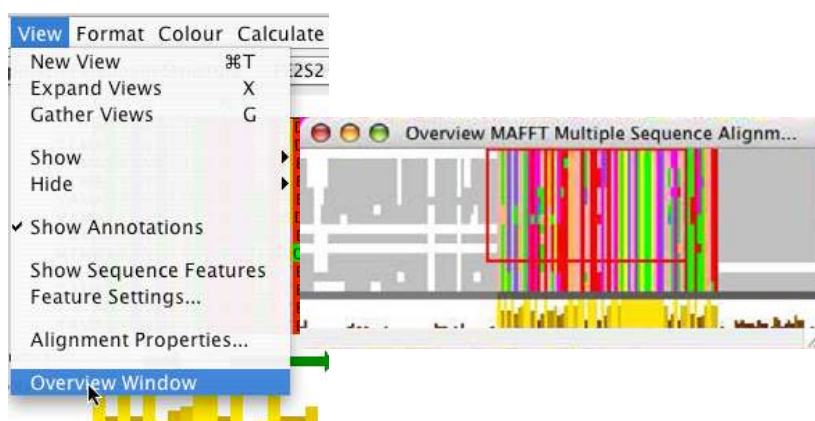 View Format Colour Calculate
New View ⌘T
Expand Views X
Gather Views G
Show
Hide
Show Annotations
Show Sequence Features
Feature Settings...
Alignment Properties...
Overview Window
Overview MAFFT Multiple Sequence Alignm...